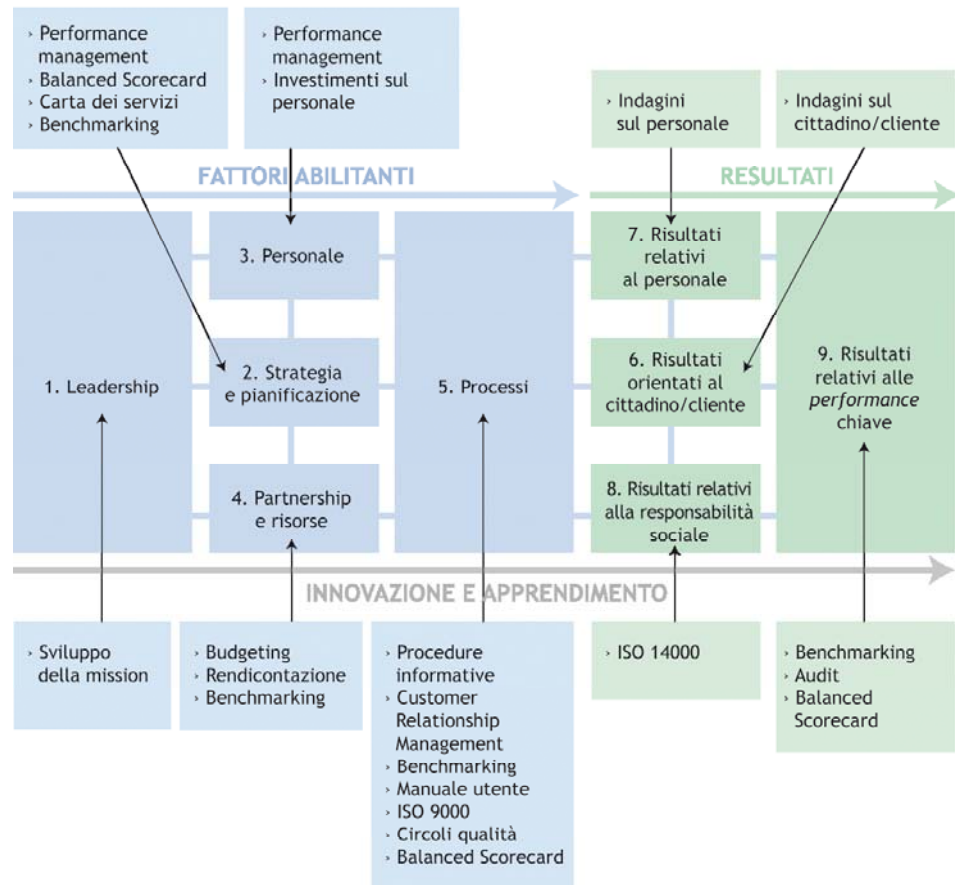 › Performance
management
› Balanced Scorecard
› Carta dei servizi
› Benchmarking
› Performance
management
› Investimenti sul
personale
› Indagini
sul personale
› Indagini sul
cittadino/cliente
FATTORI ABILITANTI
RESULTATI
1. Leadership
3. Personale
2. Strategia
e pianificazione
4. Partnership
e risorse
5. Processi
7. Risultati
relativi
al personale
6. Risultati
orientati al
cittadino/cliente
8. Risultati relativi
alla responsabilità
sociale
9. Risultati
relativi alle
performance
chiave
INNOVAZIONE E APPRENDIMENTO
› Sviluppo
della mission
› Budgeting
› Rendicontazione
› Benchmarking
› Procedure
informative
› Customer
Relationship
Management
› Benchmarking
› Manuale utente
› ISO 9000
› Circoli qualità
› Balanced Scorecard
› ISO 14000
› Benchmarking
› Audit
› Balanced
Scorecard